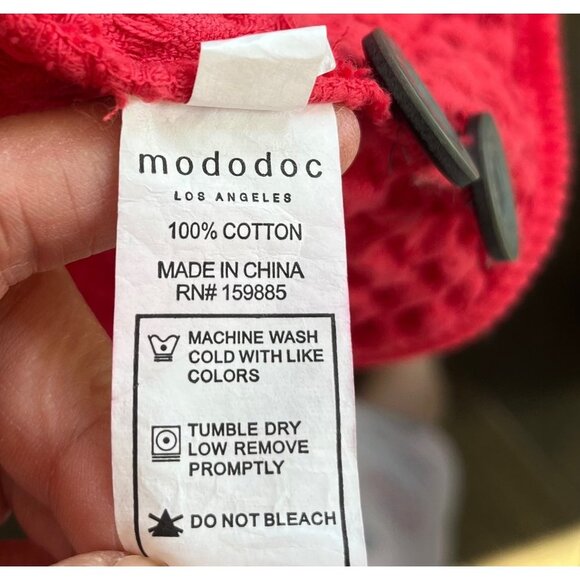 mododoc
LOS ANGELES
100% COTTON
MADE IN CHINA
RN# 159885
MACHINE WASH
COLD WITH LIKE
COLORS
TUMBLE DRY
LOW REMOVE
PROMPTLY
DO NOT BLEACH